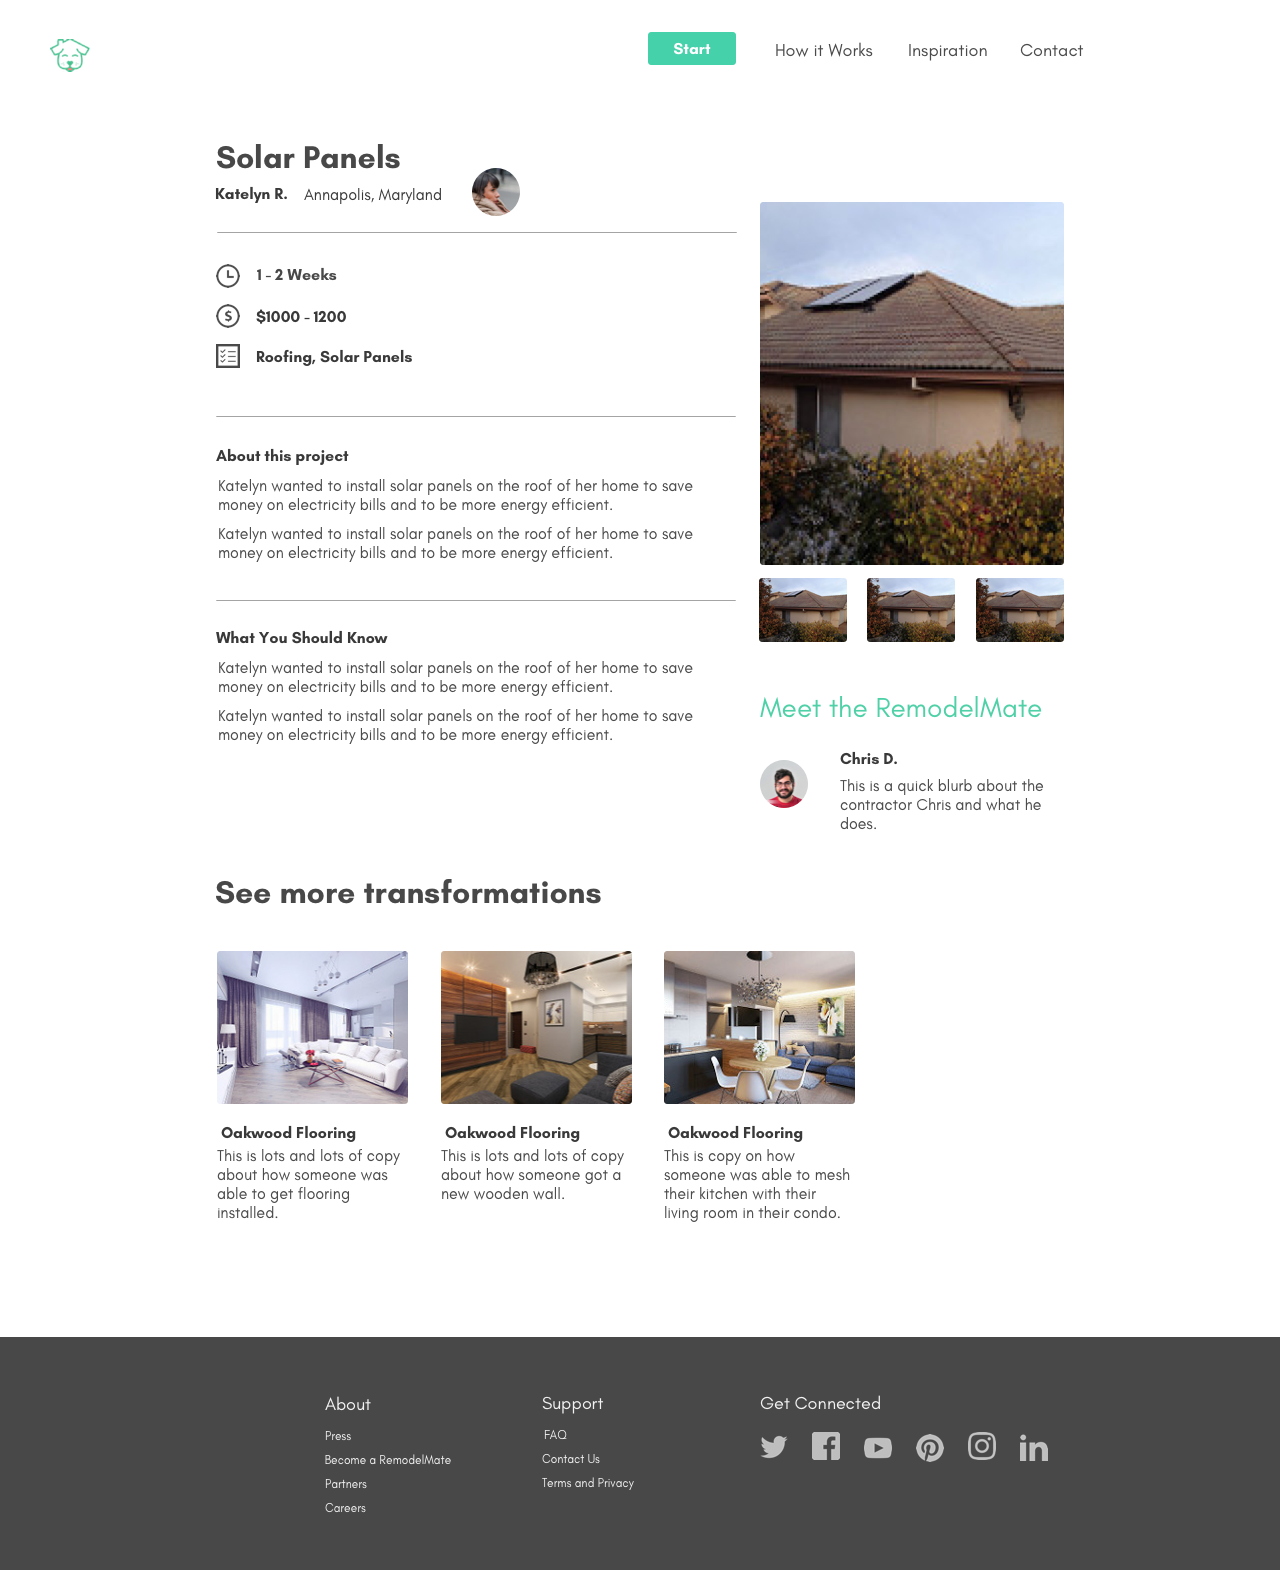 Start
How it Works
Inspiration
Contact
Solar Panels
Katelyn R.
Annapolis, Maryland
1 - 2 Weeks
$1000 - 1200
Roofing, Solar Panels
About this project
Katelyn wanted to install solar panels on the roof of her home to save
money on electricity bills and to be more energy efficient.
Katelyn wanted to install solar panels on the roof of her home to save
money on electricity bills and to be more energy efficient.
What You Should Know
Katelyn wanted to install solar panels on the roof of her home to save
money on electricity bills and to be more energy efficient.
Katelyn wanted to install solar panels on the roof of her home to save
money on electricity bills and to be more energy efficient.
Meet the RemodelMate
Chris D.
This is a quick blurb about the
contractor Chris and what he
does.
See more transformations
Oakwood Flooring
This is lots and lots of copy
about how someone was
able to get flooring
installed.
Oakwood Flooring
This is lots and lots of copy
about how someone got a
new wooden wall.
Oakwood Flooring
This is copy on how
someone was able to mesh
their kitchen with their
living room in their condo.
About
Press
Become a RemodelMate
Partners
Careers
Support
FAQ
Contact Us
Terms and Privacy
Get Connected